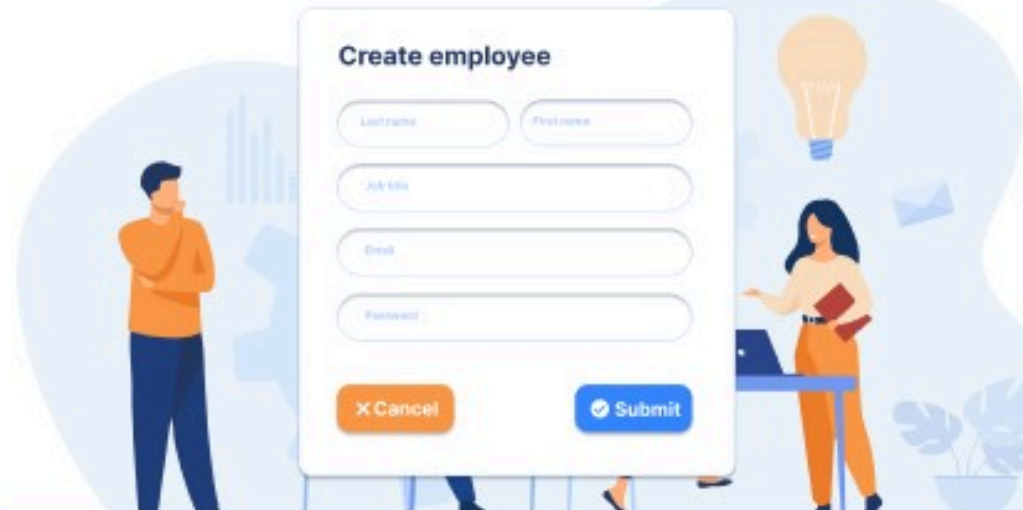 Create employee
Last name
First name
Job title
Email
Password
Cancel
Submit